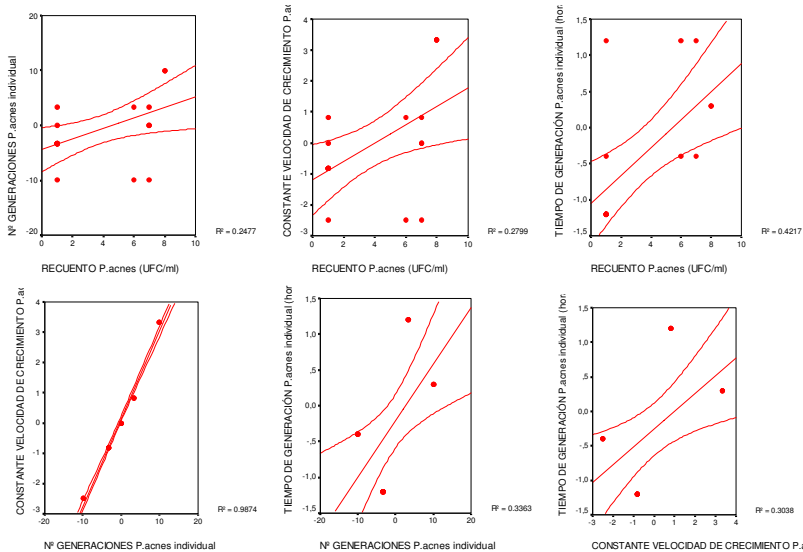 Nº GENERACIONES P.acnes individual
20
10
0
-10
-20
0 2 4 6 8 10
R² = 0.2477
RECUENTO P.acnes (UFC/ml)
CONSTANTE VELOCIDAD DE CRECIMIENTO P.ac
4
3
2
1
0
-1
-2
-3
0 2 4 6 8 10
R² = 0.2799
RECUENTO P.acnes (UFC/ml)
TIEMPO DE GENERACIÓN P.acnes individual (hor
1,5
1,0
,5
0,0
-,5
-1,0
-1,5
0 2 4 6 8 10
R² = 0.4217
RECUENTO P.acnes (UFC/ml)
CONSTANTE VELOCIDAD DE CRECIMIENTO P.ac
4
3
2
1
0
-1
-2
-3
-20 -10 0 10 20
R² = 0.9874
Nº GENERACIONES P.acnes individual
TIEMPO DE GENERACIÓN P.acnes individual (hor
1,5
1,0
,5
0,0
-,5
-1,0
-1,5
-20 -10 0 10 20
R² = 0.3363
Nº GENERACIONES P.acnes individual
TIEMPO DE GENERACIÓN P.acnes individual (hor
1,5
1,0
,5
0,0
-,5
-1,0
-1,5
-3 -2 -1 0 1 2 3 4
R² = 0.3038
CONSTANTE VELOCIDAD DE CRECIMIENTO P.a